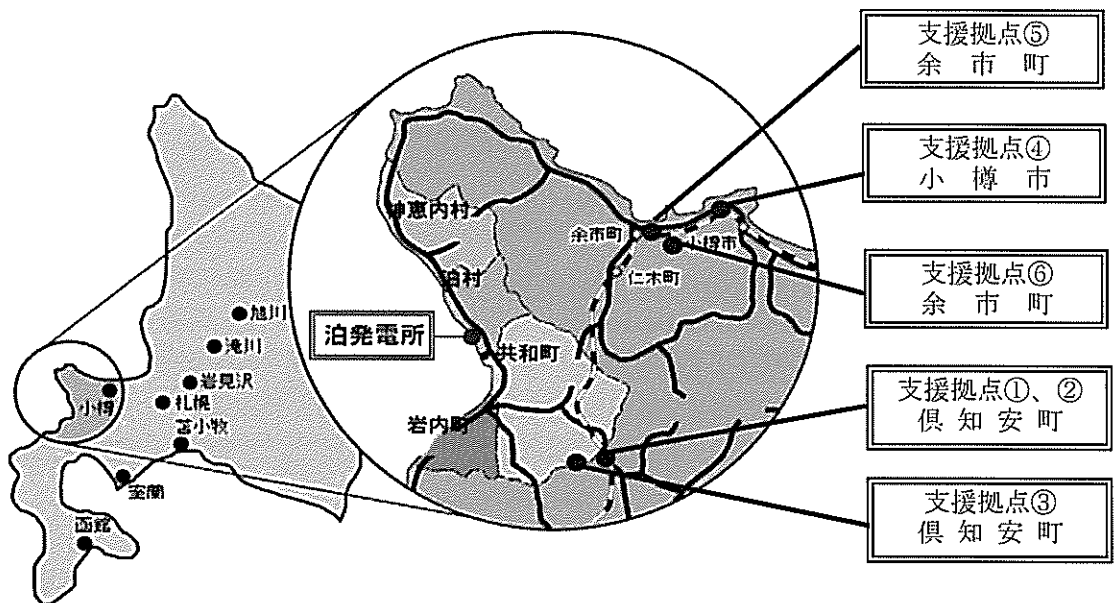 支援拠点⑤
余市町
支援拠点④
小樽市
支援拠点⑥
余市町
支援拠点①、②
倶知安町
支援拠点③
倶知安町
神恵内村
泊村
泊発電所
共和町
岩内町
余市町
小樽市
仁木町
旭川
滝川
岩見沢
札幌
小樽
苫小牧
室蘭
函館